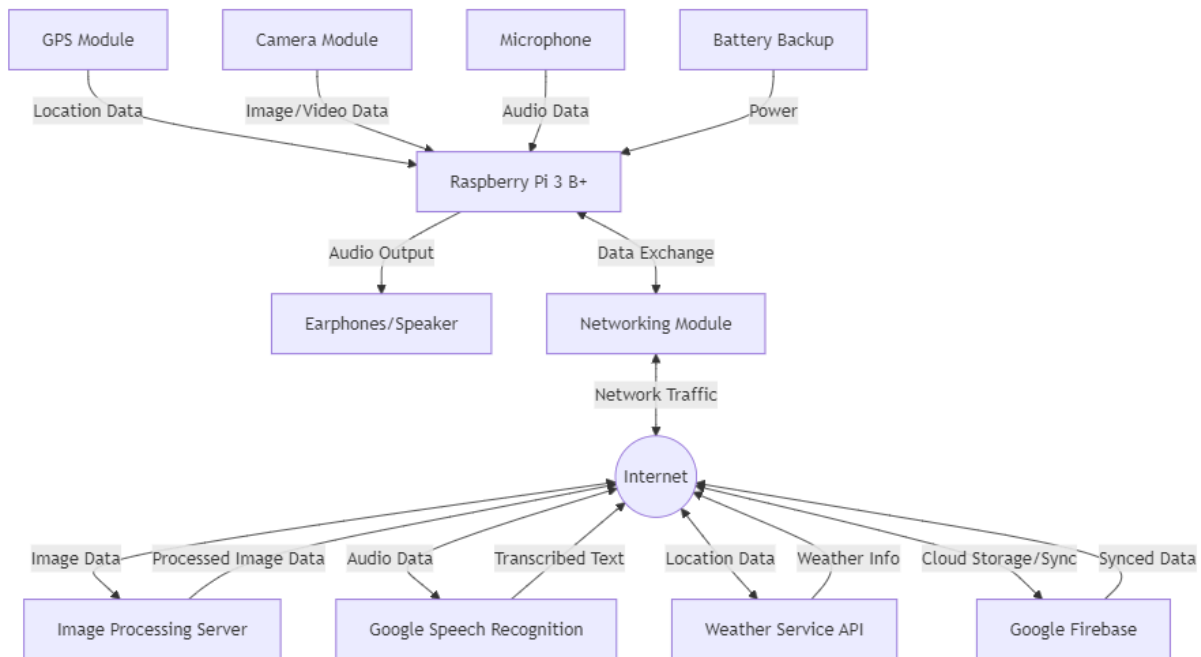 GPS Module
Camera Module
Microphone
Battery Backup
Location Data
Image/Video Data
Audio Data
Power
Raspberry Pi 3 B+
Audio Output
Data Exchange
Earphones/Speaker
Networking Module
Network Traffic
Internet
Image Data
Processed Image Data
Audio Data
Transcribed Text
Location Data
Weather Info
Cloud Storage/Sync
Synced Data
Image Processing Server
Google Speech Recognition
Weather Service API
Google Firebase